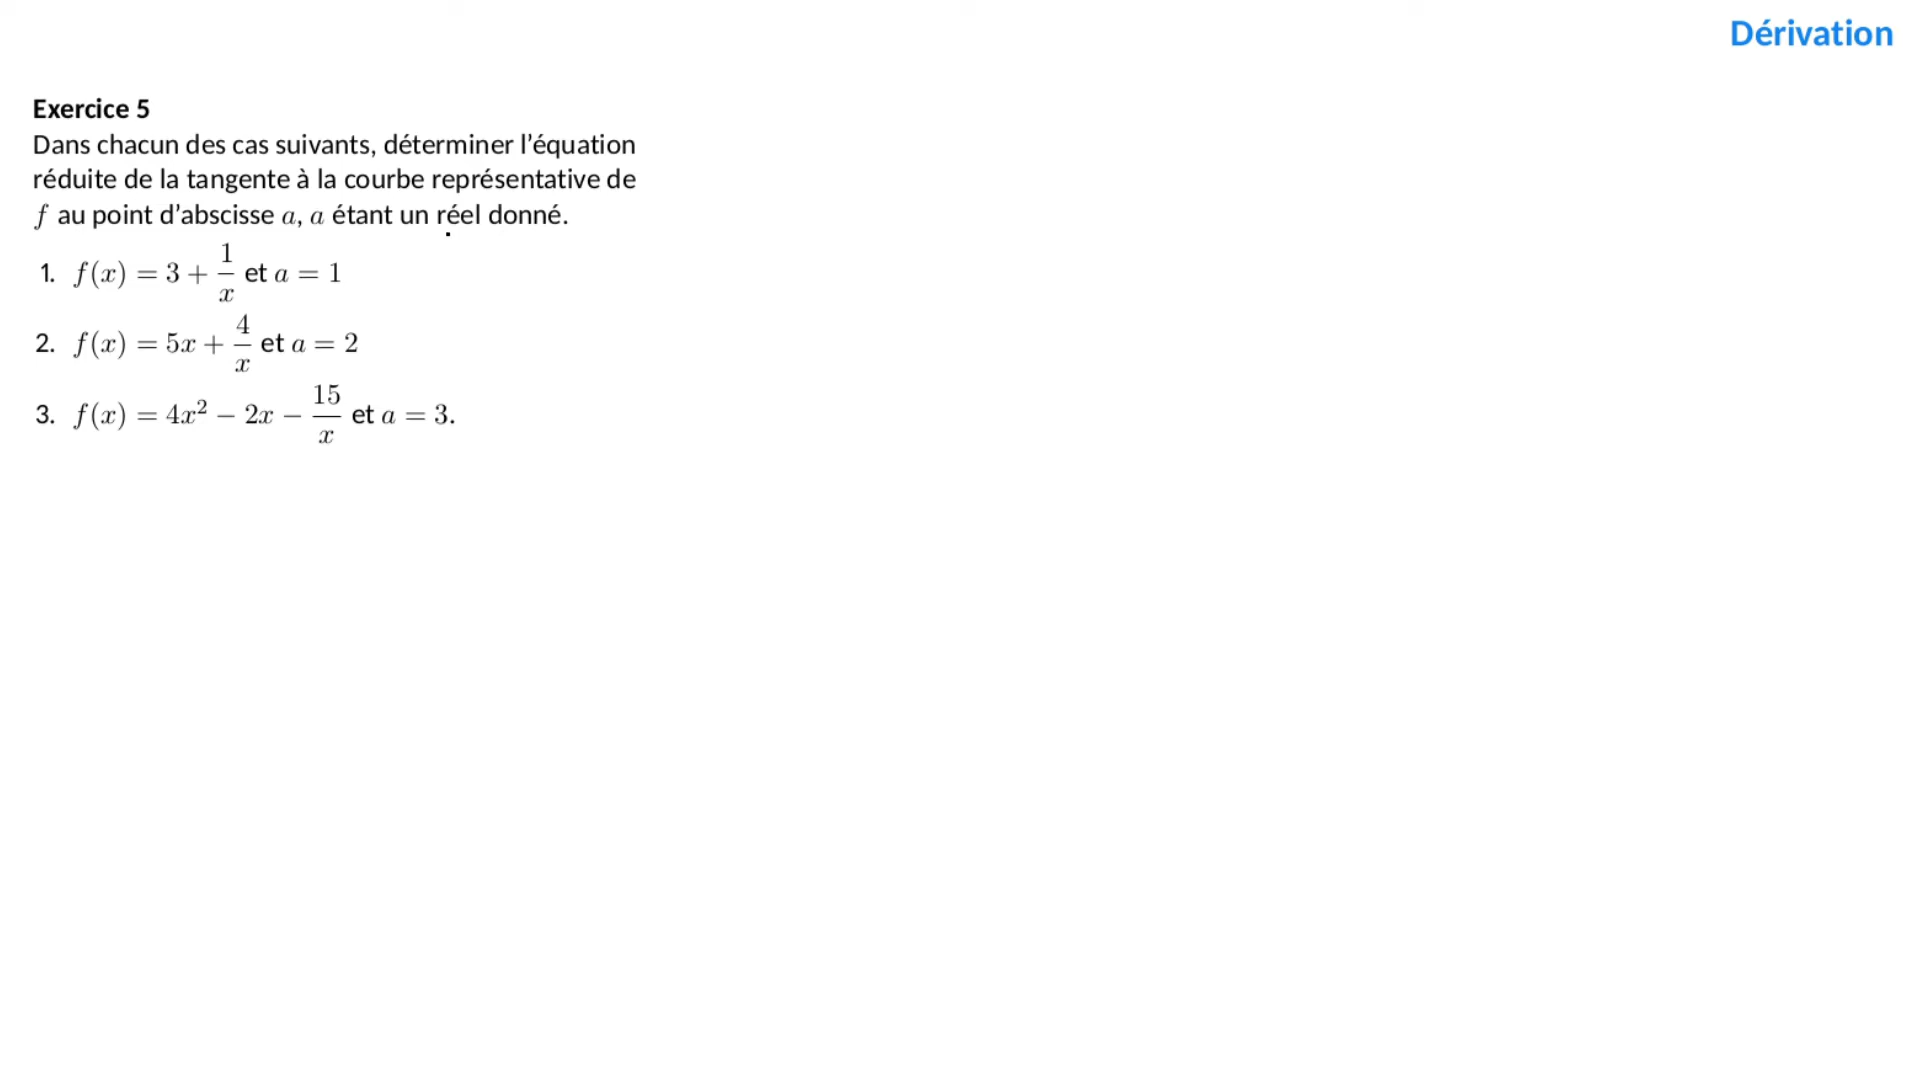 Dérivation
Exercice 5
Dans chacun des cas suivants, déterminer l’équation
réduite de la tangente à la courbe représentative de
f au point d’abscisse a, a étant un réel donné.
1. f(x) = 3 + 1/x et a = 1
2. f(x) = 5x + 4/x et a = 2
3. f(x) = 4x² − 2x − 15/x et a = 3.